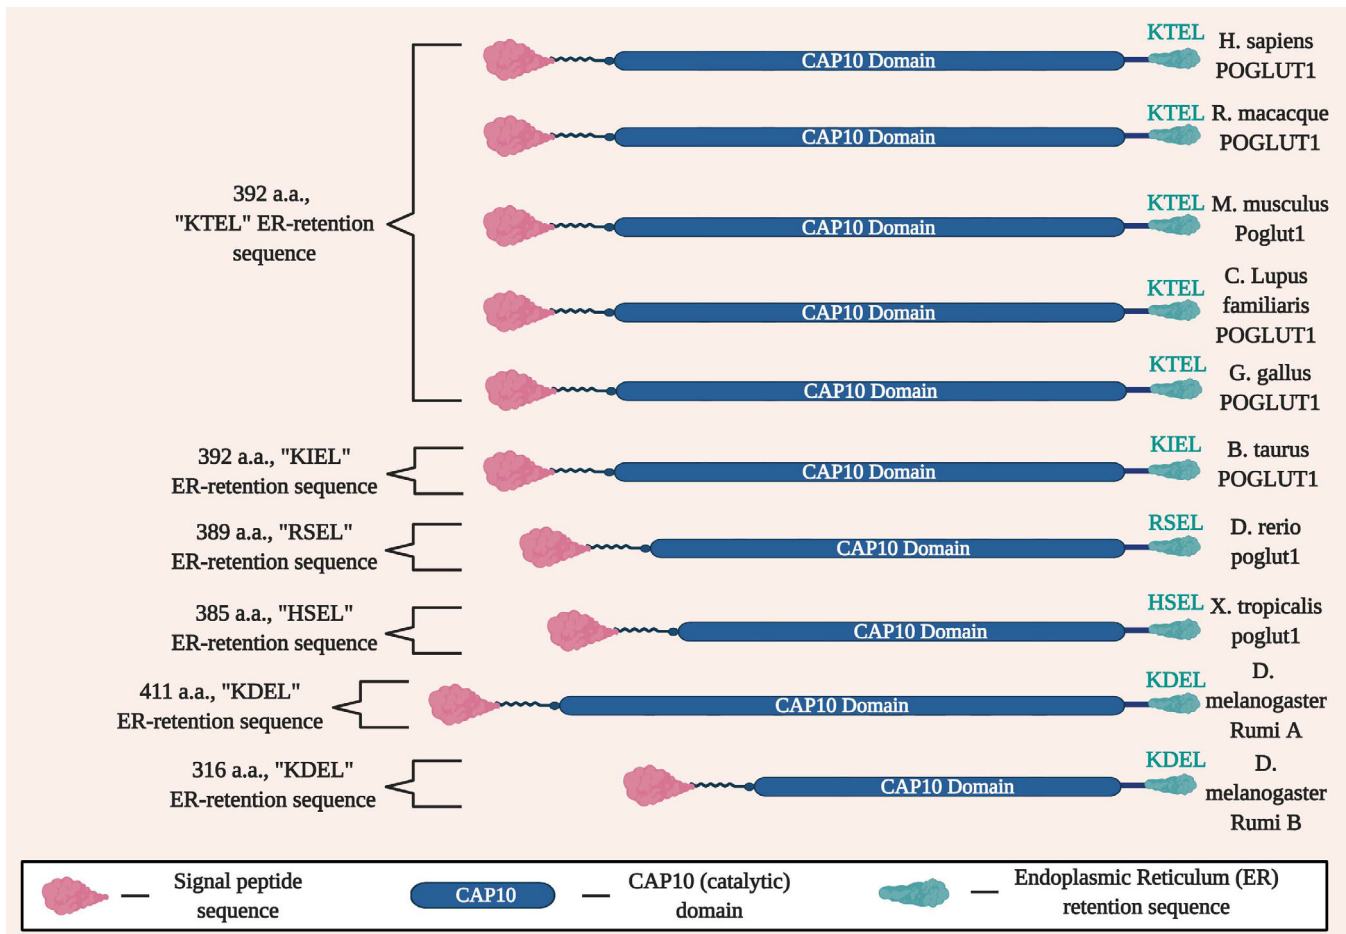 KTEL
H. sapiens
POGLUT1
CAP10 Domain
KTEL
R. macacque
POGLUT1
CAP10 Domain
392 a.a.,
"KTEL" ER-retention
sequence
KTEL
M. musculus
Poglut1
CAP10 Domain
KTEL
C. Lupus
familiaris
POGLUT1
CAP10 Domain
KTEL
G. gallus
POGLUT1
CAP10 Domain
392 a.a., "KIEL"
ER-retention sequence
CAP10 Domain
KIEL
B. taurus
POGLUT1
389 a.a., "RSEL"
ER-retention sequence
CAP10 Domain
RSEL
D. rerio
poglut1
385 a.a., "HSEL"
ER-retention sequence
CAP10 Domain
HSEL
X. tropicalis
poglut1
411 a.a., "KDEL"
ER-retention sequence
CAP10 Domain
KDEL
D.
melanogaster
Rumi A
316 a.a., "KDEL"
ER-retention sequence
CAP10 Domain
KDEL
D.
melanogaster
Rumi B
Signal peptide
sequence
CAP10
CAP10 (catalytic)
domain
Endoplasmic Reticulum (ER)
retention sequence